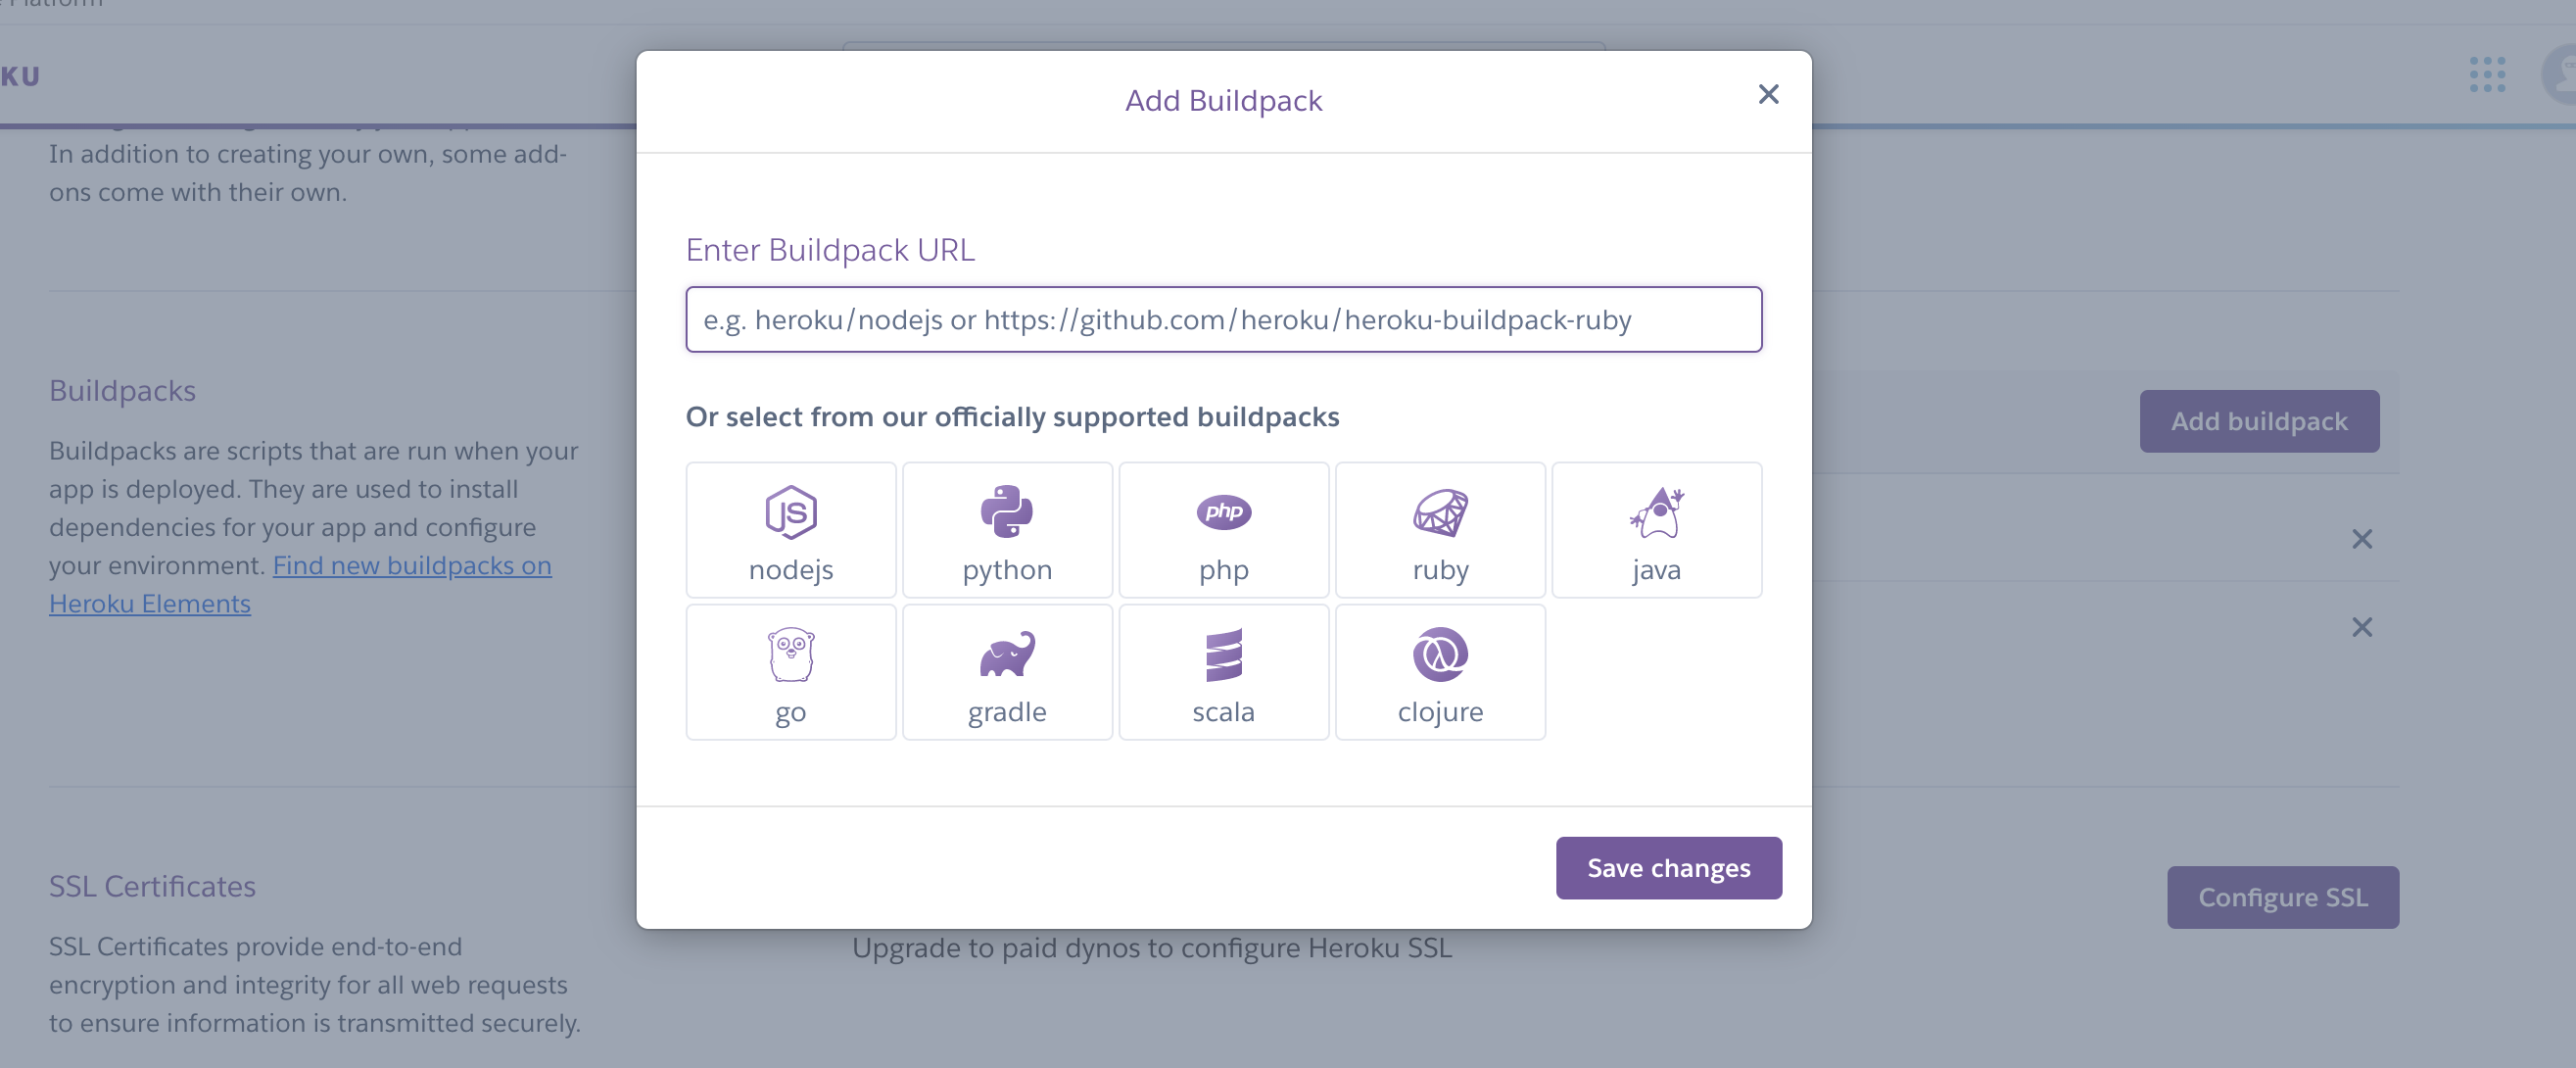 Platform
KU
In addition to creating your own, some add-
ons come with their own.
Buildpacks
Buildpacks are scripts that are run when your
app is deployed. They are used to install
dependencies for your app and configure
your environment. Find new buildpacks on
Heroku Elements
SSL Certificates
SSL Certificates provide end-to-end
encryption and integrity for all web requests
to ensure information is transmitted securely.
Add Buildpack
Enter Buildpack URL
e.g. heroku/nodejs or https://github.com/heroku/heroku-buildpack-ruby
Or select from our officially supported buildpacks
JS
php
nodejs
python
php
ruby
java
go
gradle
scala
clojure
Save changes
Upgrade to paid dynos to configure Heroku SSL
Add buildpack
Configure SSL